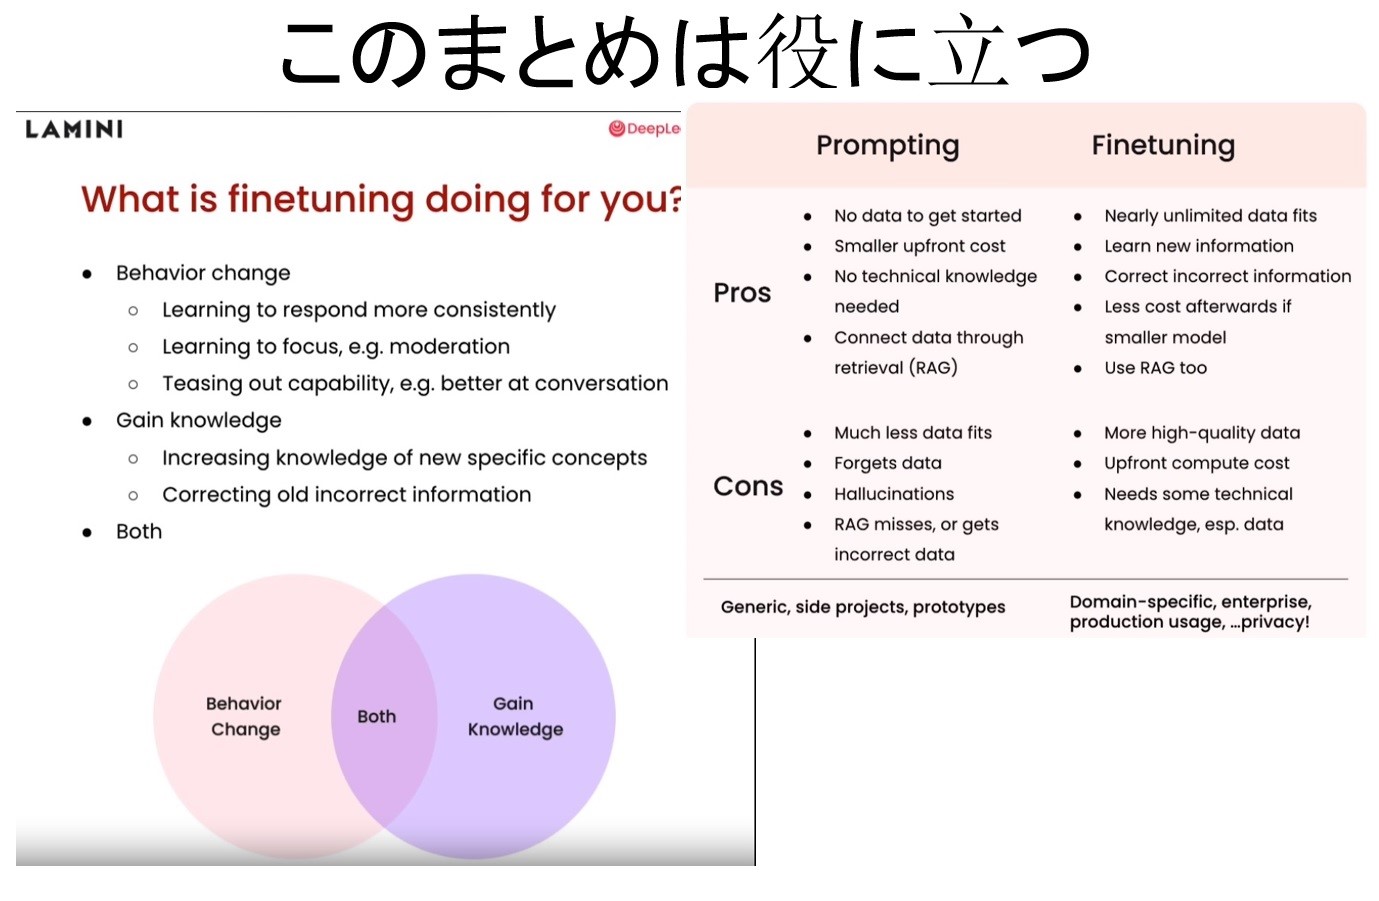 このまとめは役に立つ
LAMINI
DeepLe
What is finetuning doing for you?
● Behavior change
○ Learning to respond more consistently
○ Learning to focus, e.g. moderation
○ Teasing out capability, e.g. better at conversation
● Gain knowledge
○ Increasing knowledge of new specific concepts
○ Correcting old incorrect information
● Both
Behavior
Change
Both
Gain
Knowledge
Prompting
Finetuning
Pros
● No data to get started
● Smaller upfront cost
● No technical knowledge
needed
● Connect data through
retrieval (RAG)
● Nearly unlimited data fits
● Learn new information
● Correct incorrect information
● Less cost afterwards if
smaller model
● Use RAG too
Cons
● Much less data fits
● Forgets data
● Hallucinations
● RAG misses, or gets
incorrect data
● More high-quality data
● Upfront compute cost
● Needs some technical
knowledge, esp. data
Generic, side projects, prototypes
Domain-specific, enterprise,
production usage, ...privacy!